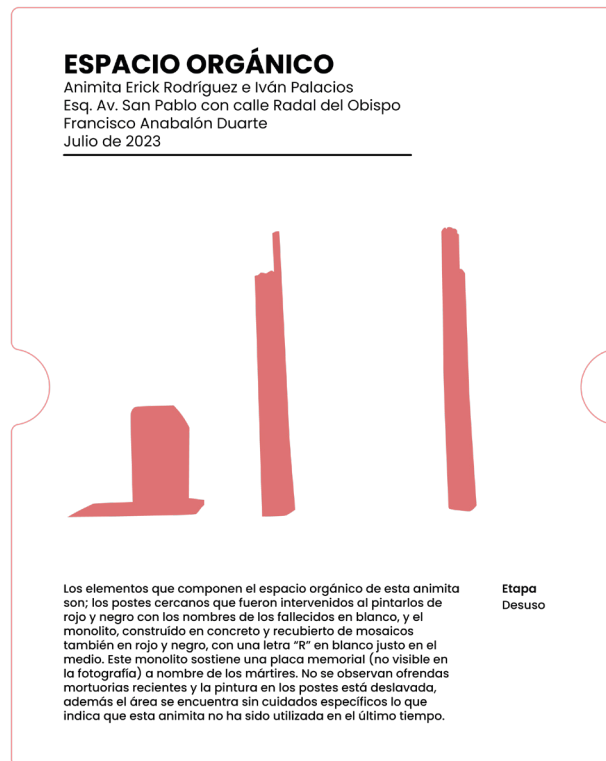 ESPACIO ORGÁNICO
Animita Erick Rodríguez e Iván Palacios
Esq. Av. San Pablo con calle Radal del Obispo
Francisco Anabalón Duarte
Julio de 2023
Los elementos que componen el espacio orgánico de esta animita
son; los postes cercanos que fueron intervenidos al pintarlos de
rojo y negro con los nombres de los fallecidos en blanco, y el
monolito, construído en concreto y recubierto de mosaicos
también en rojo y negro, con una letra “R” en blanco justo en el
medio. Este monolito sostiene una placa memorial (no visible en
la fotografía) a nombre de los mártires. No se observan ofrendas
mortuorias recientes y la pintura en los postes está deslavada,
además el área se encuentra sin cuidados específicos lo que
indica que esta animita no ha sido utilizada en el último tiempo.
Etapa
Desuso